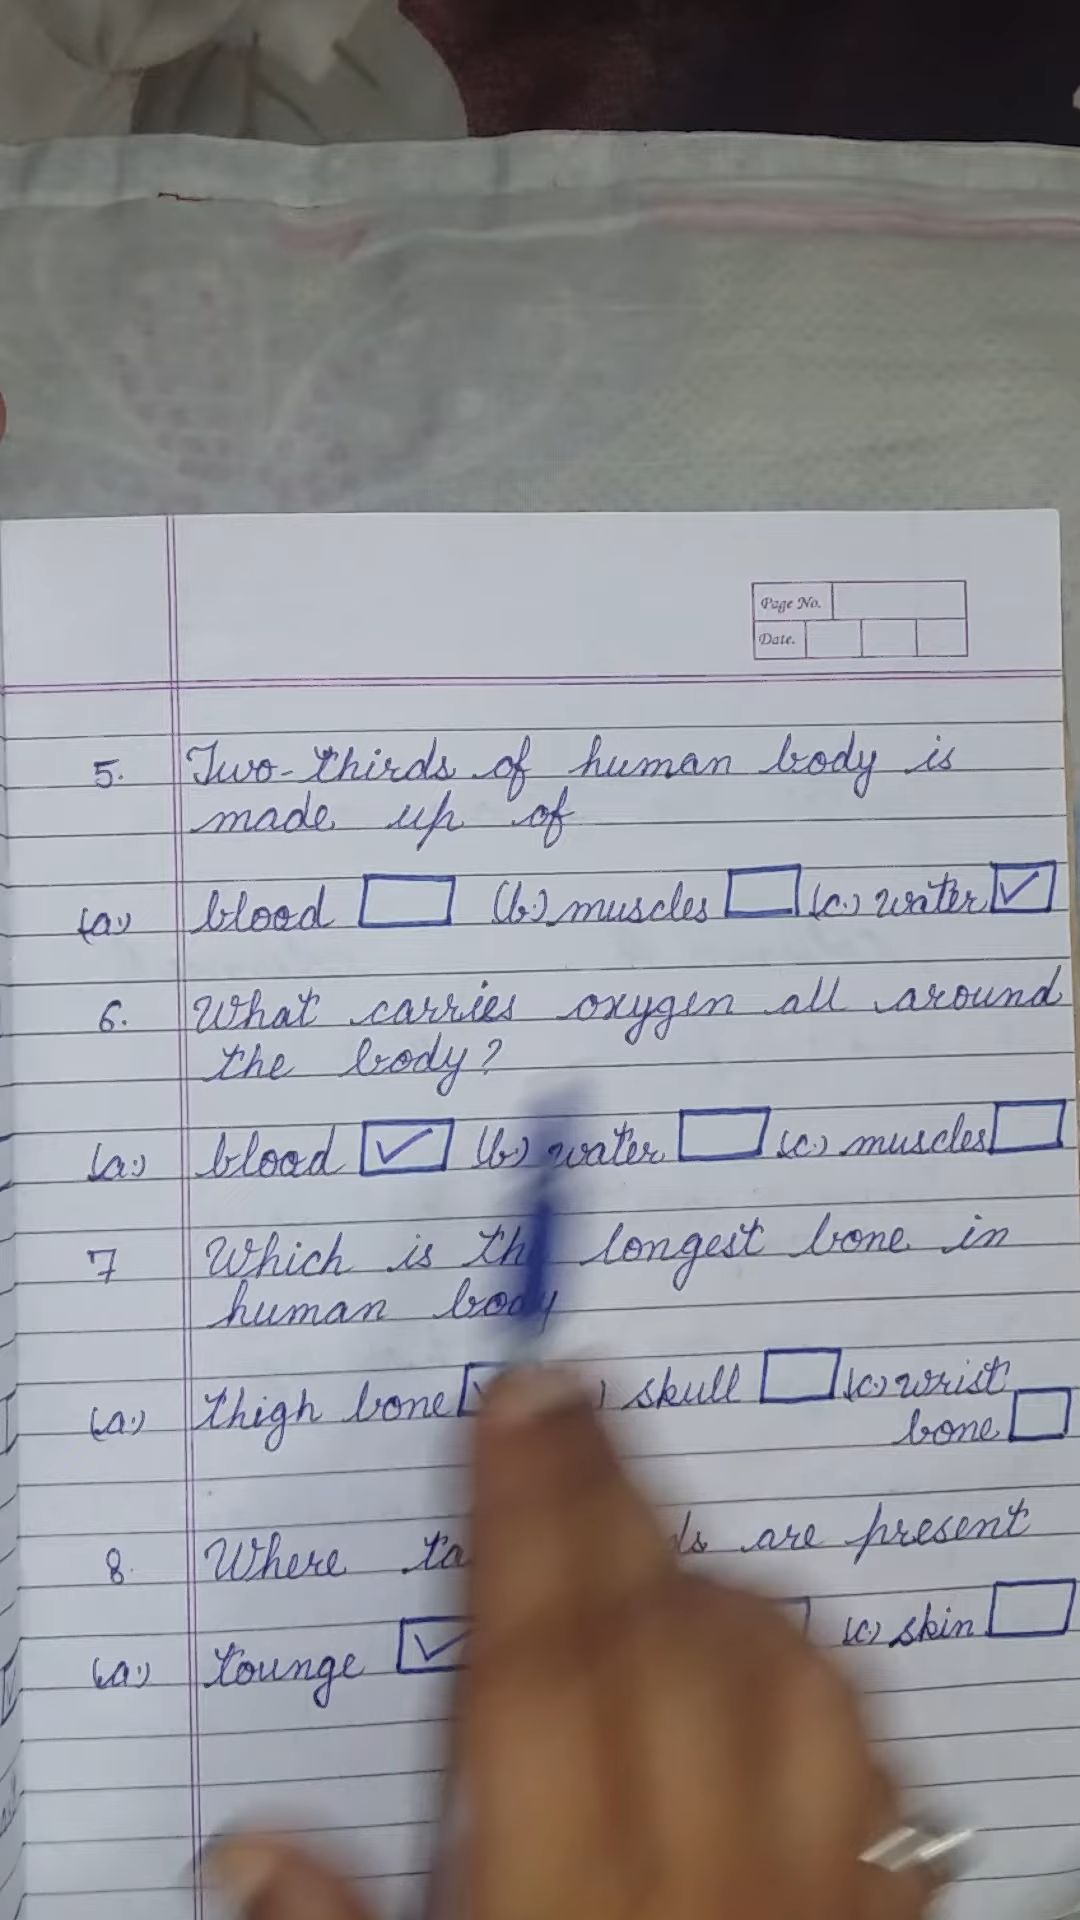 Page No.
Date.
5. Two-thirds of human body is
made up of
(a.) blood (b.) muscles (c.) water ✓
6. What carries oxygen all around
the body?
(a.) blood ✓ (b.) water (c.) muscles
7 Which is the longest bone in
human body
(a.) thigh bone skull (c.) wrist
bone
8. Where are present
(a.) tounge ✓ (c.) skin